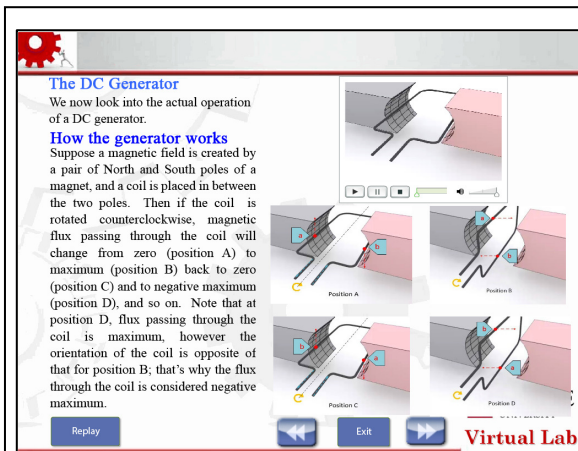 The DC Generator
We now look into the actual operation
of a DC generator.
How the generator works
Suppose a magnetic field is created by
a pair of North and South poles of a
magnet, and a coil is placed in between
the two poles. Then if the coil is
rotated counterclockwise, magnetic
flux passing through the coil will
change from zero (position A) to
maximum (position B) back to zero
(position C) and to negative maximum
(position D), and so on. Note that at
position D, flux passing through the
coil is maximum, however the
orientation of the coil is opposite of
that for position B; that's why the flux
through the coil is considered negative
maximum.
a
b
Position A
a
b
Position B
b
a
Position C
b
a
Position D
Replay
Exit
Virtual Lab